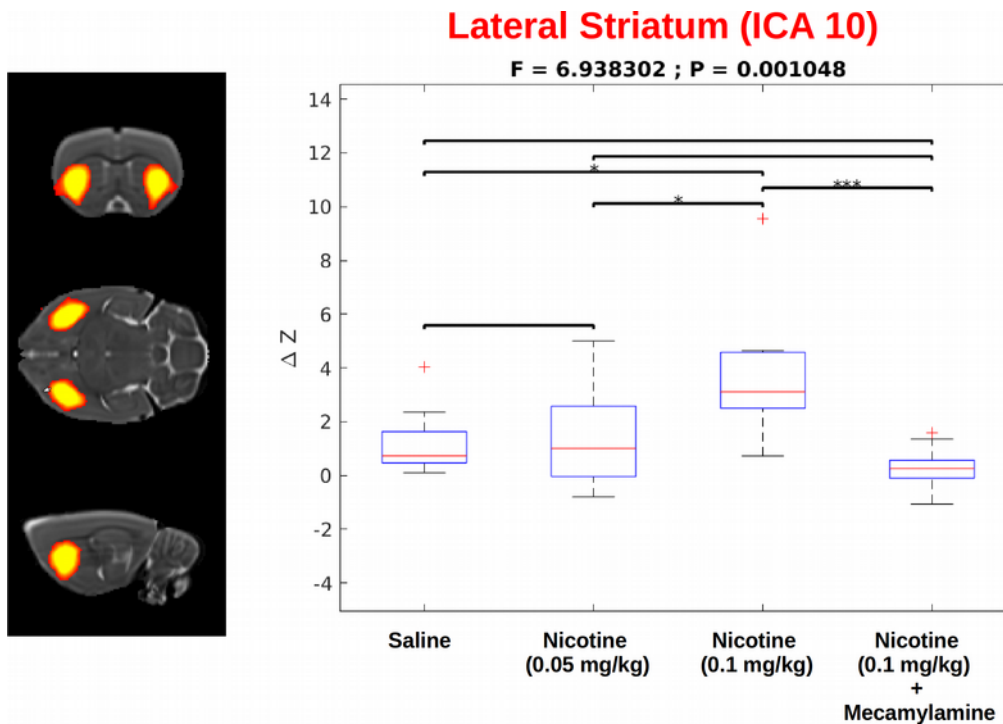 Lateral Striatum (ICA 10)
F = 6.938302 ; P = 0.001048
14
12
10
8
6
4
2
0
-2
-4
Δ Z
*
***
*
Saline
Nicotine
(0.05 mg/kg)
Nicotine
(0.1 mg/kg)
Nicotine
(0.1 mg/kg)
+
Mecamylamine